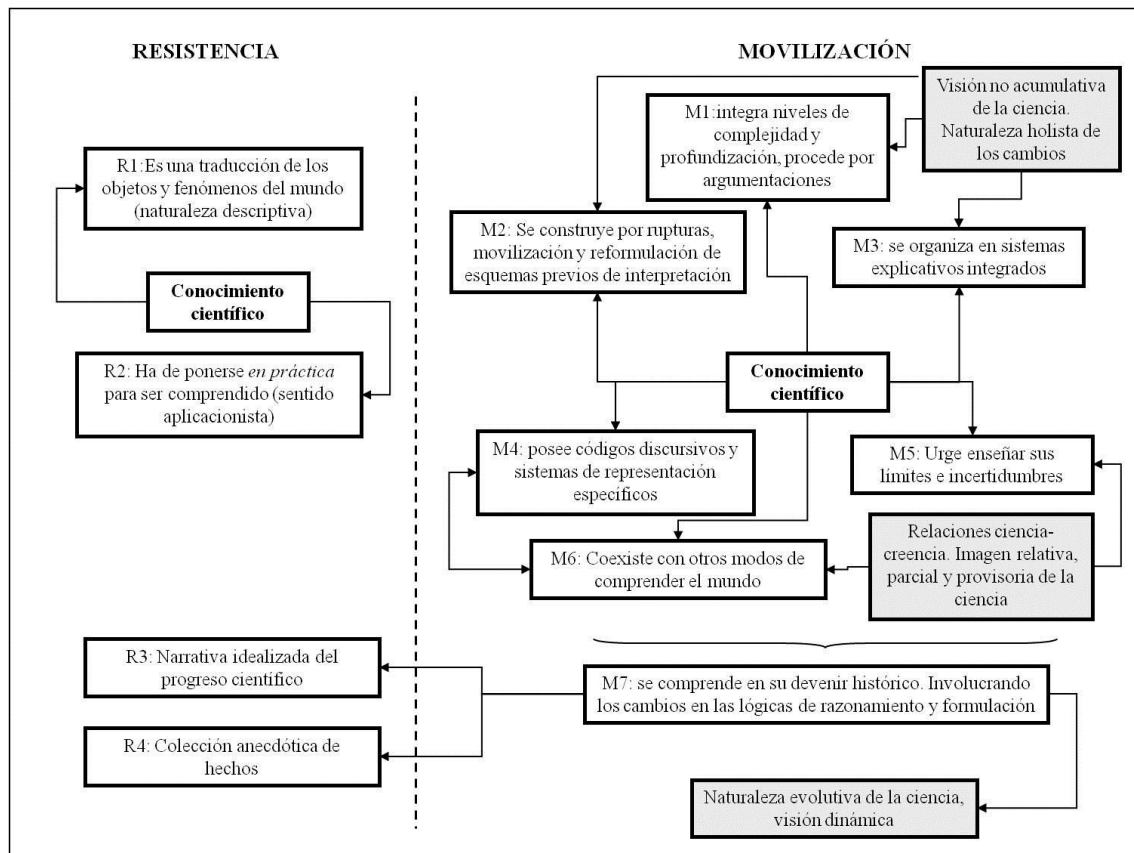 RESISTENCIA
MOVILIZACIÓN
R1: Es una traducción de los
objetos y fenómenos del mundo
(naturaleza descriptiva)
Conocimiento
científico
R2: Ha de ponerse en práctica
para ser comprendido (sentido
aplicacionista)
R3: Narrativa idealizada del
progreso científico
R4: Colección anecdótica de
hechos
Visión no acumulativa
de la ciencia.
Naturaleza holista de
los cambios
M1:integra niveles de
complejidad y
profundización, procede por
argumentaciones
M2: Se construye por rupturas,
movilización y reformulación de
esquemas previos de interpretación
M3: se organiza en sistemas
explicativos integrados
Conocimiento
científico
M4: posee códigos discursivos y
sistemas de representación
específicos
M5: Urge enseñar sus
límites e incertidumbres
M6: Coexiste con otros modos de
comprender el mundo
Relaciones ciencia-
creencia. Imagen relativa,
parcial y provisoria de la
ciencia
M7: se comprende en su devenir histórico. Involucrando
los cambios en las lógicas de razonamiento y formulación
Naturaleza evolutiva de la ciencia,
visión dinámica